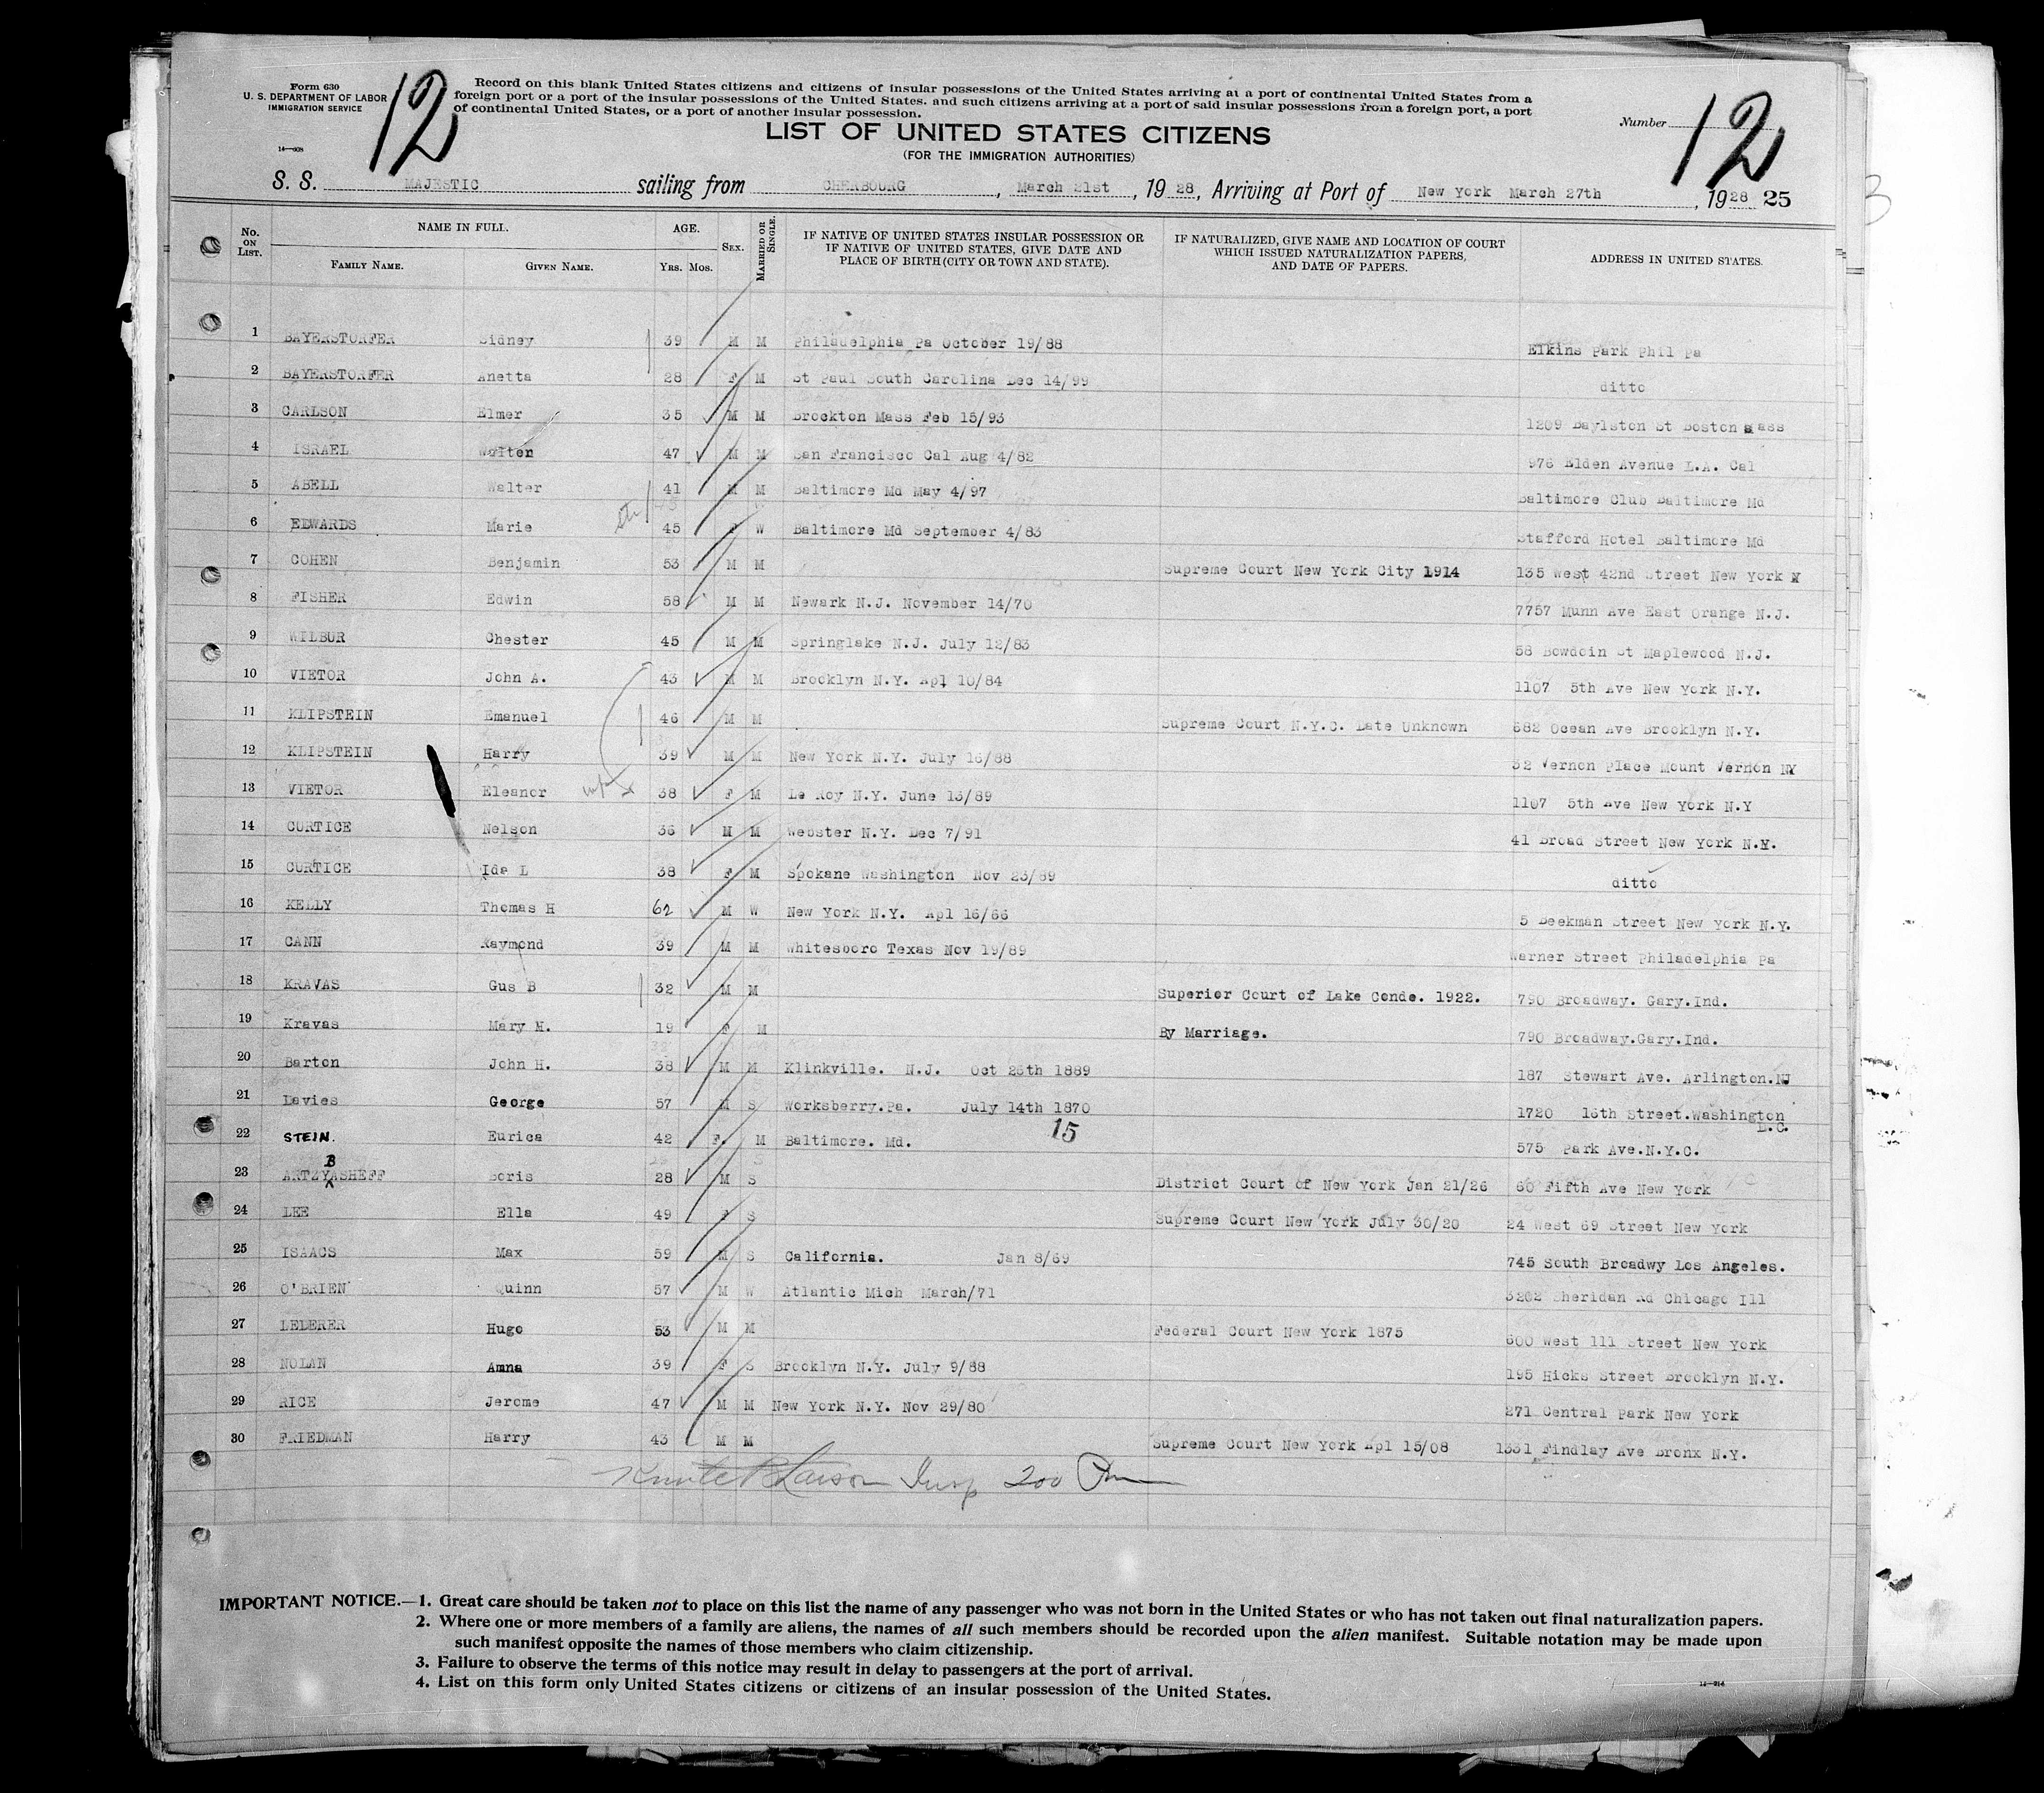 Form 630
U. S. DEPARTMENT OF LABOR
IMMIGRATION SERVICE
14—608
12
Record on this blank United States citizens and citizens of insular possessions of the United States arriving at a port of continental United States from a
foreign port or a port of the insular possessions of the United States. and such citizens arriving at a port of said insular possessions from a foreign port, a port
of continental United States, or a port of another insular possession.
LIST OF UNITED STATES CITIZENS
(FOR THE IMMIGRATION AUTHORITIES)
Number 12
S. S. MAJESTIC sailing from CHERBOURG, March 21st, 1928, Arriving at Port of New York March 27th, 1928 25
No. ON LIST. NAME IN FULL. FAMILY NAME. GIVEN NAME. AGE. Yrs. Mos. SEX. MARRIED OR SINGLE. IF NATIVE OF UNITED STATES INSULAR POSSESSION OR IF NATIVE OF UNITED STATES, GIVE DATE AND PLACE OF BIRTH (CITY OR TOWN AND STATE). IF NATURALIZED, GIVE NAME AND LOCATION OF COURT WHICH ISSUED NATURALIZATION PAPERS, AND DATE OF PAPERS. ADDRESS IN UNITED STATES.
1 BAYERSTORFER Sidney 39 M M Philadelphia Pa October 19/88 Elkins Park Phil Pa
2 BAYERSTORFER Anetta 28 F M St Paul South Carolina Dec 14/99 ditto
3 CARLSON Elmer 35 M M Brockton Mass Feb 15/93 1209 Baylston St Boston Mass
4 ISRAEL Walter 47 M M San Francisco Cal Aug 4/82 976 Elden Avenue L.A. Cal
5 ABELL Walter 41 M M Baltimore Md May 4/97 Baltimore Club Baltimore Md
6 EDWARDS Marie 45 F W Baltimore Md September 4/83 Stafford Hotel Baltimore Md
7 COHEN Benjamin 53 M M Supreme Court New York City 1914 135 West 42nd Street New York N
8 FISHER Edwin 58 M M Newark N.J. November 14/70 7757 Munn Ave East Orange N.J.
9 WILBUR Chester 45 M M Springlake N.J. July 12/83 58 Bowdoin St Maplewood N.J.
10 VIETOR John A. 43 M M Brooklyn N.Y. Apl 10/84 1107 5th Ave New York N.Y.
11 KLIPSTEIN Emanuel 46 M M Supreme Court N.Y.C. Date Unknown 582 Ocean Ave Brooklyn N.Y.
12 KLIPSTEIN Harry 39 M M New York N.Y. July 16/88 32 Vernon Place Mount Vernon NY
13 VIETOR Eleanor 38 F M Le Roy N.Y. June 13/89 1107 5th Ave New York N.Y
14 CURTICE Nelson 36 M M Webster N.Y. Dec 7/91 41 Broad Street New York N.Y.
15 CURTICE Ida L 38 F M Spokane Washington Nov 23/89 ditto
16 KELLY Thomas H 62 M W New York N.Y. Apl 16/66 5 Beekman Street New York N.Y.
17 CANN Raymond 39 M M Whitesboro Texas Nov 19/89 Warner Street Philadelphia Pa
18 KRAVAS Gus B 32 M M Superior Court of Lake Conde. 1922. 790 Broadway. Gary.Ind.
19 Kravas Mary M. 19 F M By Marriage. 790 Broadway.Gary.Ind.
20 Barton John H. 38 M M Klinkville. N.J. Oct 26th 1889 187 Stewart Ave. Arlington.NJ
21 Davies George 57 M S Worksberry.Pa. July 14th 1870 1720 16th Street.Washington D.C.
22 STEIN. Eurica 42 F. M Baltimore. Md. 15 575 Park Ave.N.Y.C.
23 ARTZYBASHEFF Boris 28 M S District Court of New York Jan 21/26 60 Fifth Ave New York
24 LEE Ella 49 F S Supreme Court New York July 30/20 24 West 69 Street New York
25 ISAACS Max 59 M S California. Jan 8/69 745 South Broadwy Los Angeles.
26 O'BRIEN Quinn 57 M W Atlantic Mich March/71 3202 Sheridan Rd Chicago Ill
27 LEDERER Hugo 53 M M Federal Court New York 1875 600 West 111 Street New York
28 NOLAN Amna 39 F S Brooklyn N.Y. July 9/88 195 Hicks Street Brooklyn N.Y.
29 RICE Jerome 47 M M New York N.Y. Nov 29/80 271 Central Park New York
30 FRIEDMAN Harry 43 M M Supreme Court New York Apl 15/08 1331 Findlay Ave Bronx N.Y.
Knute B Larson Insp 200 Pm
IMPORTANT NOTICE.—1. Great care should be taken not to place on this list the name of any passenger who was not born in the United States or who has not taken out final naturalization papers.
2. Where one or more members of a family are aliens, the names of all such members should be recorded upon the alien manifest. Suitable notation may be made upon
such manifest opposite the names of those members who claim citizenship.
3. Failure to observe the terms of this notice may result in delay to passengers at the port of arrival.
4. List on this form only United States citizens or citizens of an insular possession of the United States.